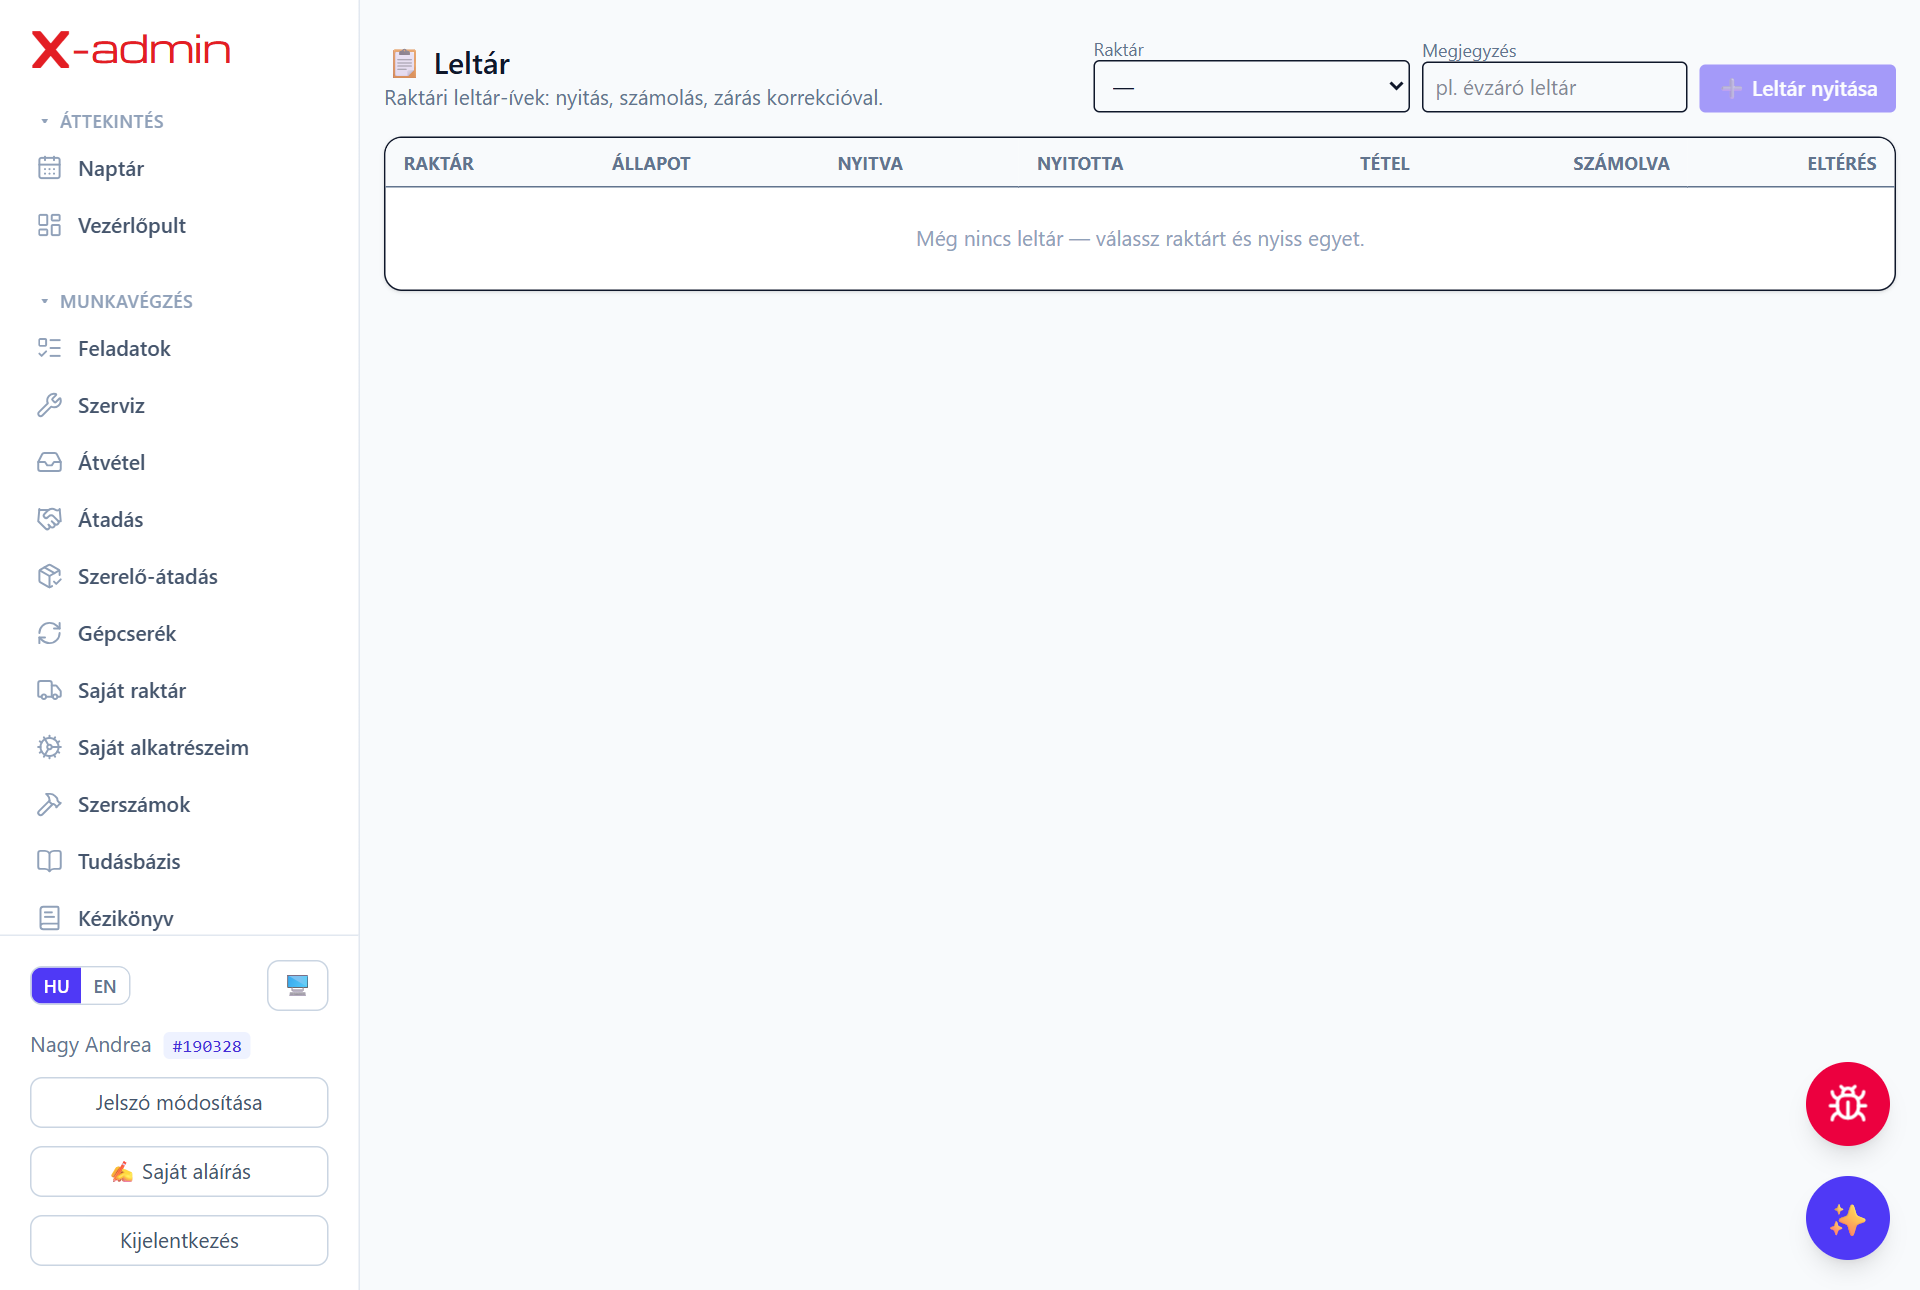 X-admin
ÁTTEKINTÉS
Naptár
Vezérlőpult
MUNKAVÉGZÉS
Feladatok
Szerviz
Átvétel
Átadás
Szerelő-átadás
Gépcserék
Saját raktár
Saját alkatrészeim
Szerszámok
Tudásbázis
Kézikönyv
HU EN
Nagy Andrea #190328
Jelszó módosítása
Saját aláírás
Kijelentkezés
Leltár
Raktári leltár-ívek: nyitás, számolás, zárás korrekcióval.
Raktár
—
Megjegyzés
pl. évzáró leltár
Leltár nyitása
RAKTÁR ÁLLAPOT NYITVA NYITOTTA TÉTEL SZÁMOLVA ELTÉRÉS
Még nincs leltár — válassz raktárt és nyiss egyet.